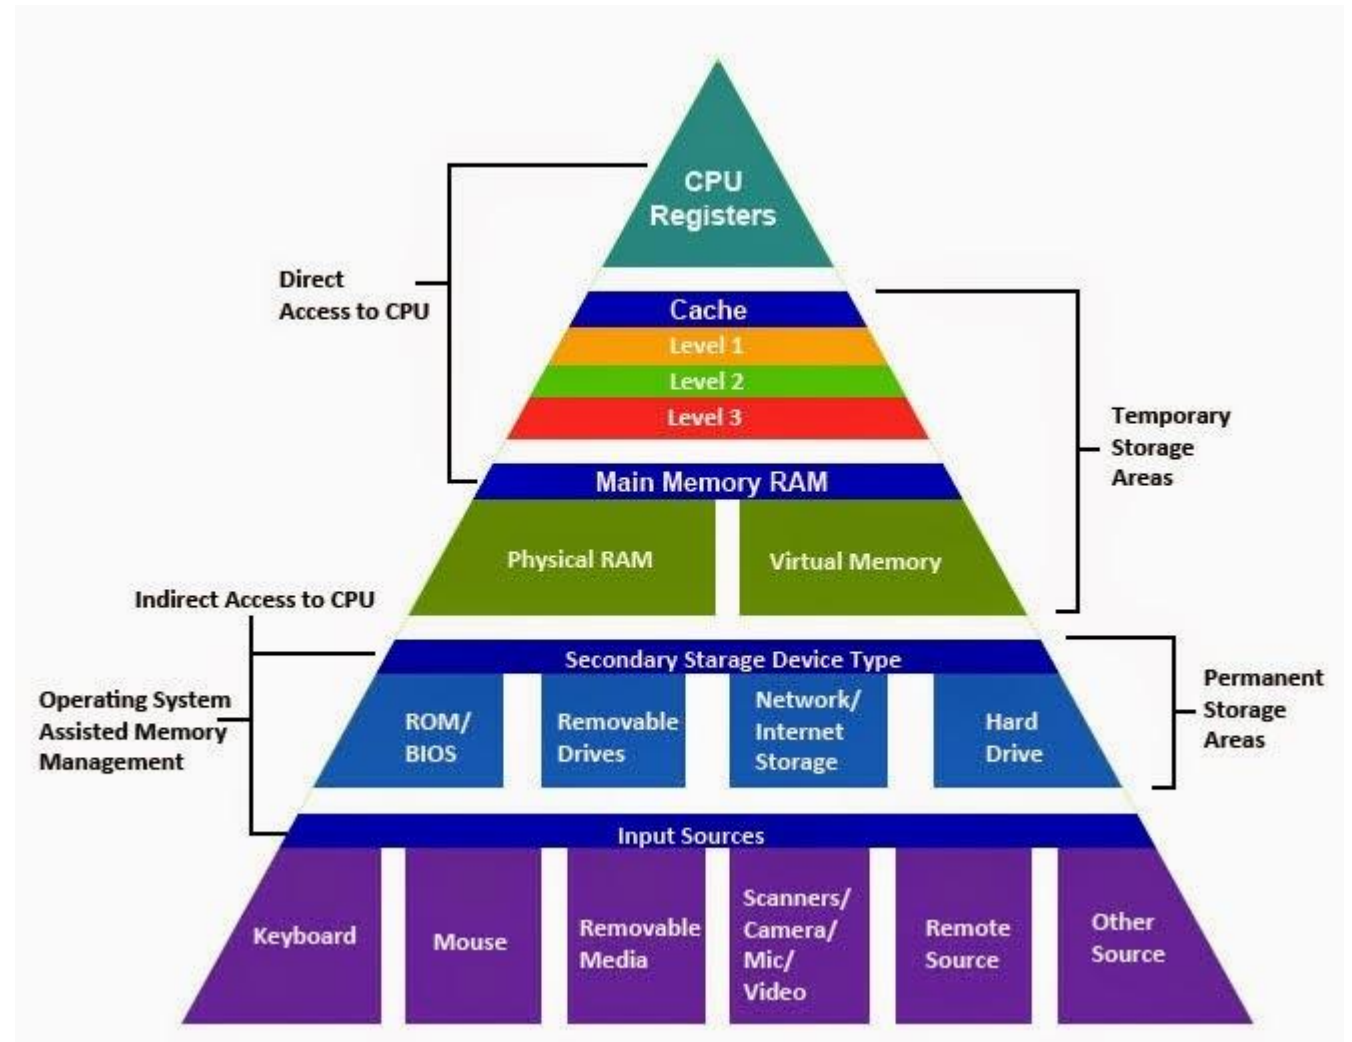 CPU
Registers
Direct
Access to CPU
Cache
Level 1
Level 2
Level 3
Temporary
Storage
Areas
Main Memory RAM
Physical RAM
Virtual Memory
Indirect Access to CPU
Secondary Starage Device Type
Operating System
Assisted Memory
Management
ROM/
BIOS
Removable
Drives
Network/
Internet
Storage
Hard
Drive
Permanent
Storage
Areas
Input Sources
Keyboard
Mouse
Removable
Media
Scanners/
Camera/
Mic/
Video
Remote
Source
Other
Source